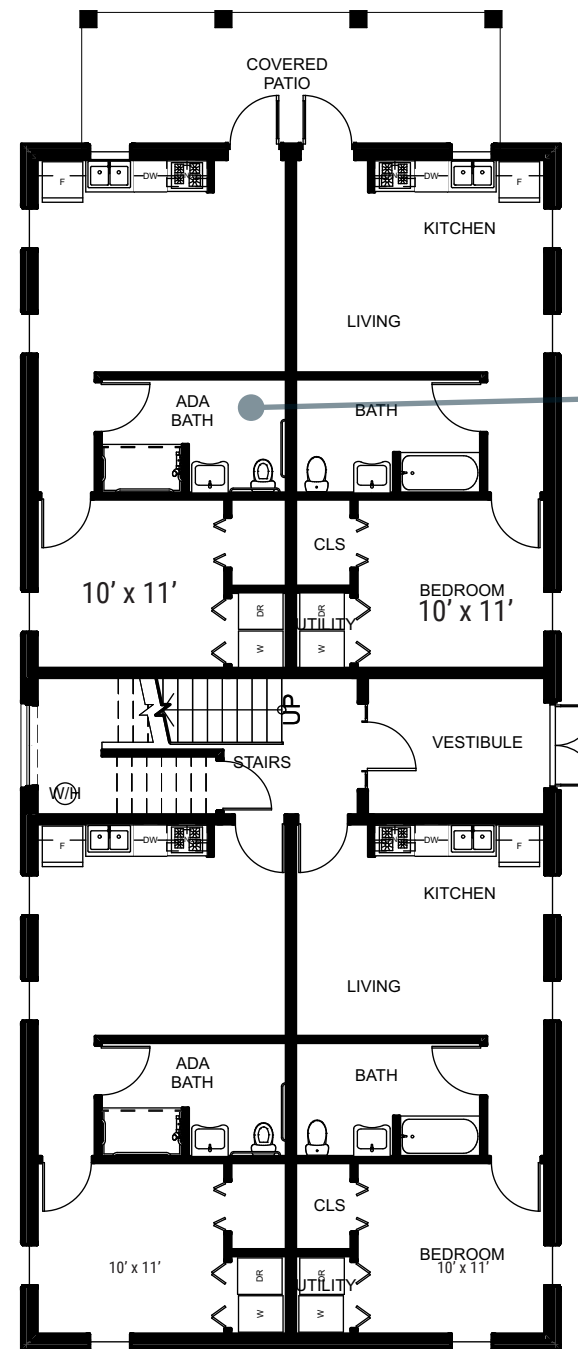 COVERED
PATIO
F
DW
DW
F
KITCHEN
LIVING
ADA
BATH
BATH
CLS
10' x 11'
BEDROOM
10' x 11'
DR
DR
UTILITY
W
W
UP
VESTIBULE
STAIRS
W/H
F
DW
DW
F
KITCHEN
LIVING
ADA
BATH
BATH
CLS
10' x 11'
BEDROOM
10' x 11'
DR
DR
UTILITY
W
W